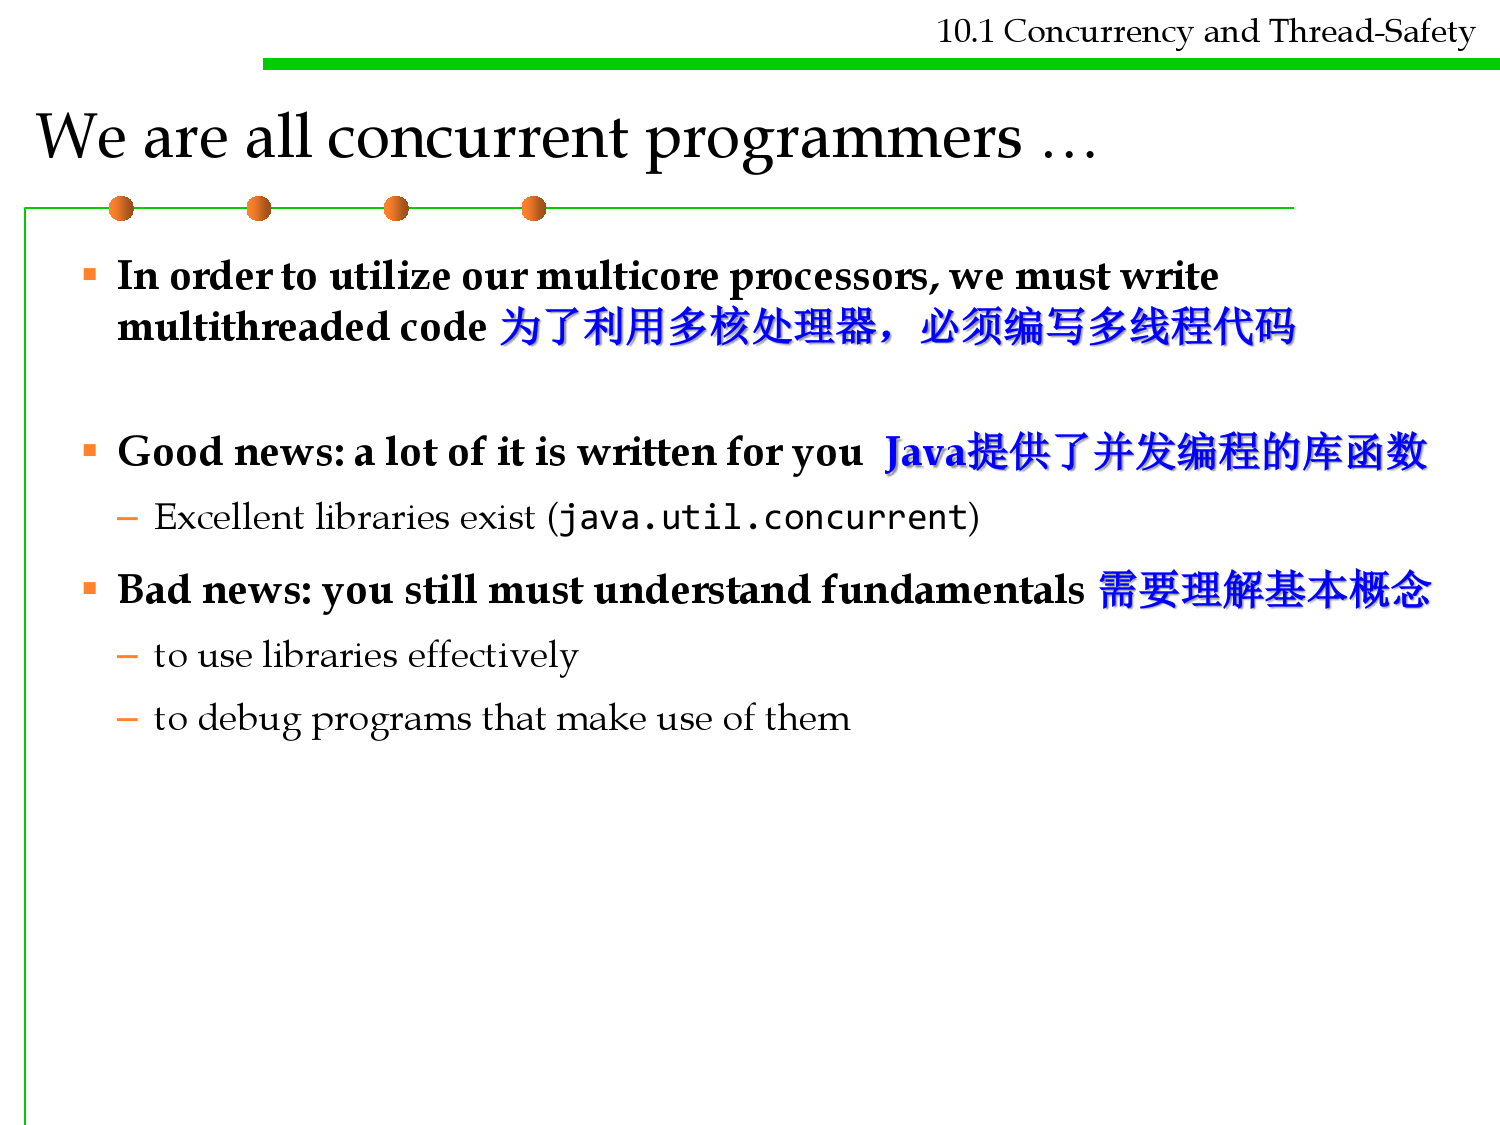 10.1 Concurrency and Thread-Safety
We are all concurrent programmers …
▪ In order to utilize our multicore processors, we must write
multithreaded code 为了利用多核处理器，必须编写多线程代码
▪ Good news: a lot of it is written for you Java提供了并发编程的库函数
– Excellent libraries exist (java.util.concurrent)
▪ Bad news: you still must understand fundamentals 需要理解基本概念
– to use libraries effectively
– to debug programs that make use of them